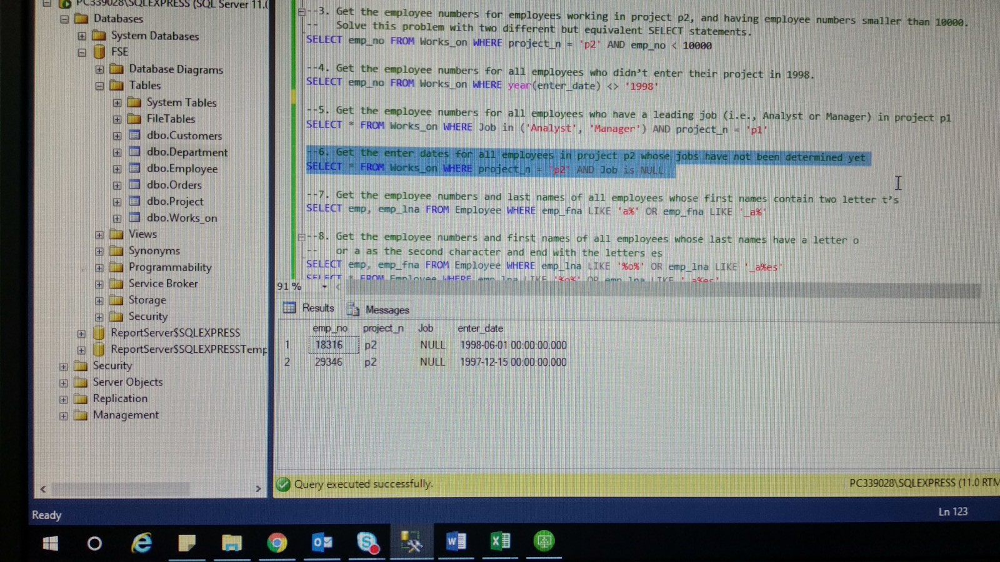 PC339028\SQLEXPRESS (SQL Server 11.0
Databases
System Databases
FSE
Database Diagrams
Tables
System Tables
FileTables
dbo.Customers
dbo.Department
dbo.Employee
dbo.Orders
dbo.Project
dbo.Works_on
Views
Synonyms
Programmability
Service Broker
Storage
Security
ReportServer$SQLEXPRESS
ReportServer$SQLEXPRESSTemp
Security
Server Objects
Replication
Management
--3. Get the employee numbers for employees working in project p2, and having employee numbers smaller than 10000.
-- Solve this problem with two different but equivalent SELECT statements.
SELECT emp_no FROM Works_on WHERE project_n = 'p2' AND emp_no < 10000
--4. Get the employee numbers for all employees who didn't enter their project in 1998.
SELECT emp_no FROM Works_on WHERE year(enter_date) <> '1998'
--5. Get the employee numbers for all employees who have a leading job (i.e., Analyst or Manager) in project p1
SELECT * FROM Works_on WHERE Job in ('Analyst', 'Manager') AND project_n = 'p1'
--6. Get the enter dates for all employees in project p2 whose jobs have not been determined yet
SELECT * FROM Works_on WHERE project_n = 'p2' AND Job is NULL
--7. Get the employee numbers and last names of all employees whose first names contain two letter t's
SELECT emp, emp_lna FROM Employee WHERE emp_fna LIKE 'a%' OR emp_fna LIKE '_a%'
--8. Get the employee numbers and first names of all employees whose last names have a letter o
-- or a as the second character and end with the letters es
SELECT emp, emp_fna FROM Employee WHERE emp_lna LIKE '%o%' OR emp_lna LIKE '_a%es'
SELECT * FROM Employee WHERE emp_lna LIKE '%o%' OR emp_lna LIKE '_a%es'
91 %
Results Messages
emp_no project_n Job enter_date
1 18316 p2 NULL 1998-06-01 00:00:00.000
2 29346 p2 NULL 1997-12-15 00:00:00.000
Query executed successfully.
PC339028\SQLEXPRESS (11.0 RTM
Ready
Ln 123